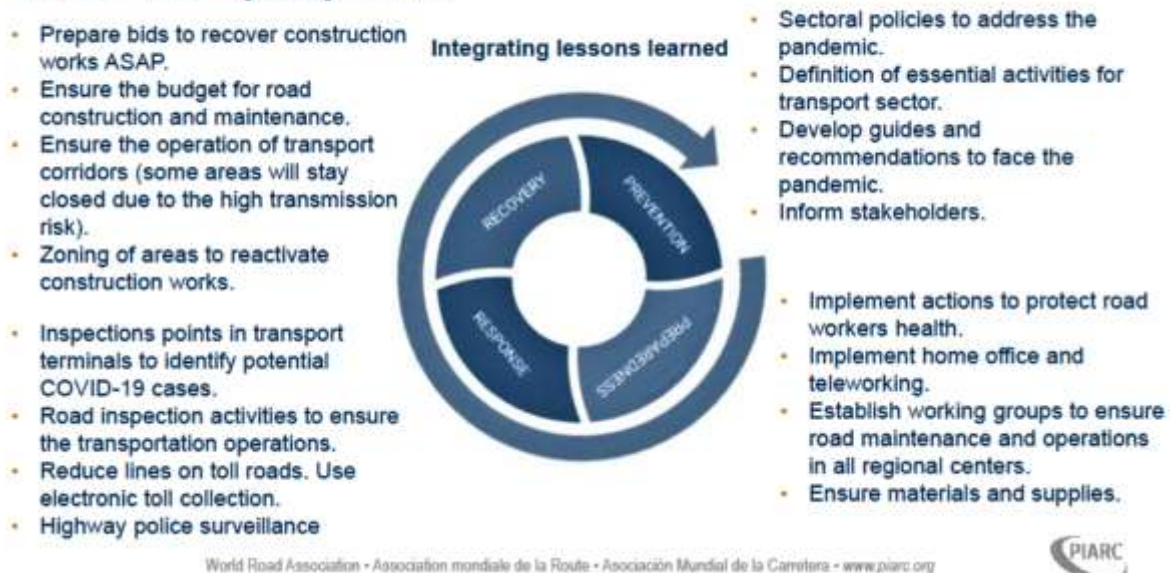 • Prepare bids to recover construction
works ASAP.
• Ensure the budget for road
construction and maintenance.
• Ensure the operation of transport
corridors (some areas will stay
closed due to the high transmission
risk).
• Zoning of areas to reactivate
construction works.
• Inspections points in transport
terminals to identify potential
COVID-19 cases.
• Road inspection activities to ensure
the transportation operations.
• Reduce lines on toll roads. Use
electronic toll collection.
• Highway police surveillance
Integrating lessons learned
RECOVERY
PREVENTION
RESPONSE
PREPAREDNESS
• Sectoral policies to address the
pandemic.
• Definition of essential activities for
transport sector.
• Develop guides and
recommendations to face the
pandemic.
• Inform stakeholders.
• Implement actions to protect road
workers health.
• Implement home office and
teleworking.
• Establish working groups to ensure
road maintenance and operations
in all regional centers.
• Ensure materials and supplies.
World Road Association • Association mondiale de la Route • Asociación Mundial de la Carretera • www.piarc.org
PIARC